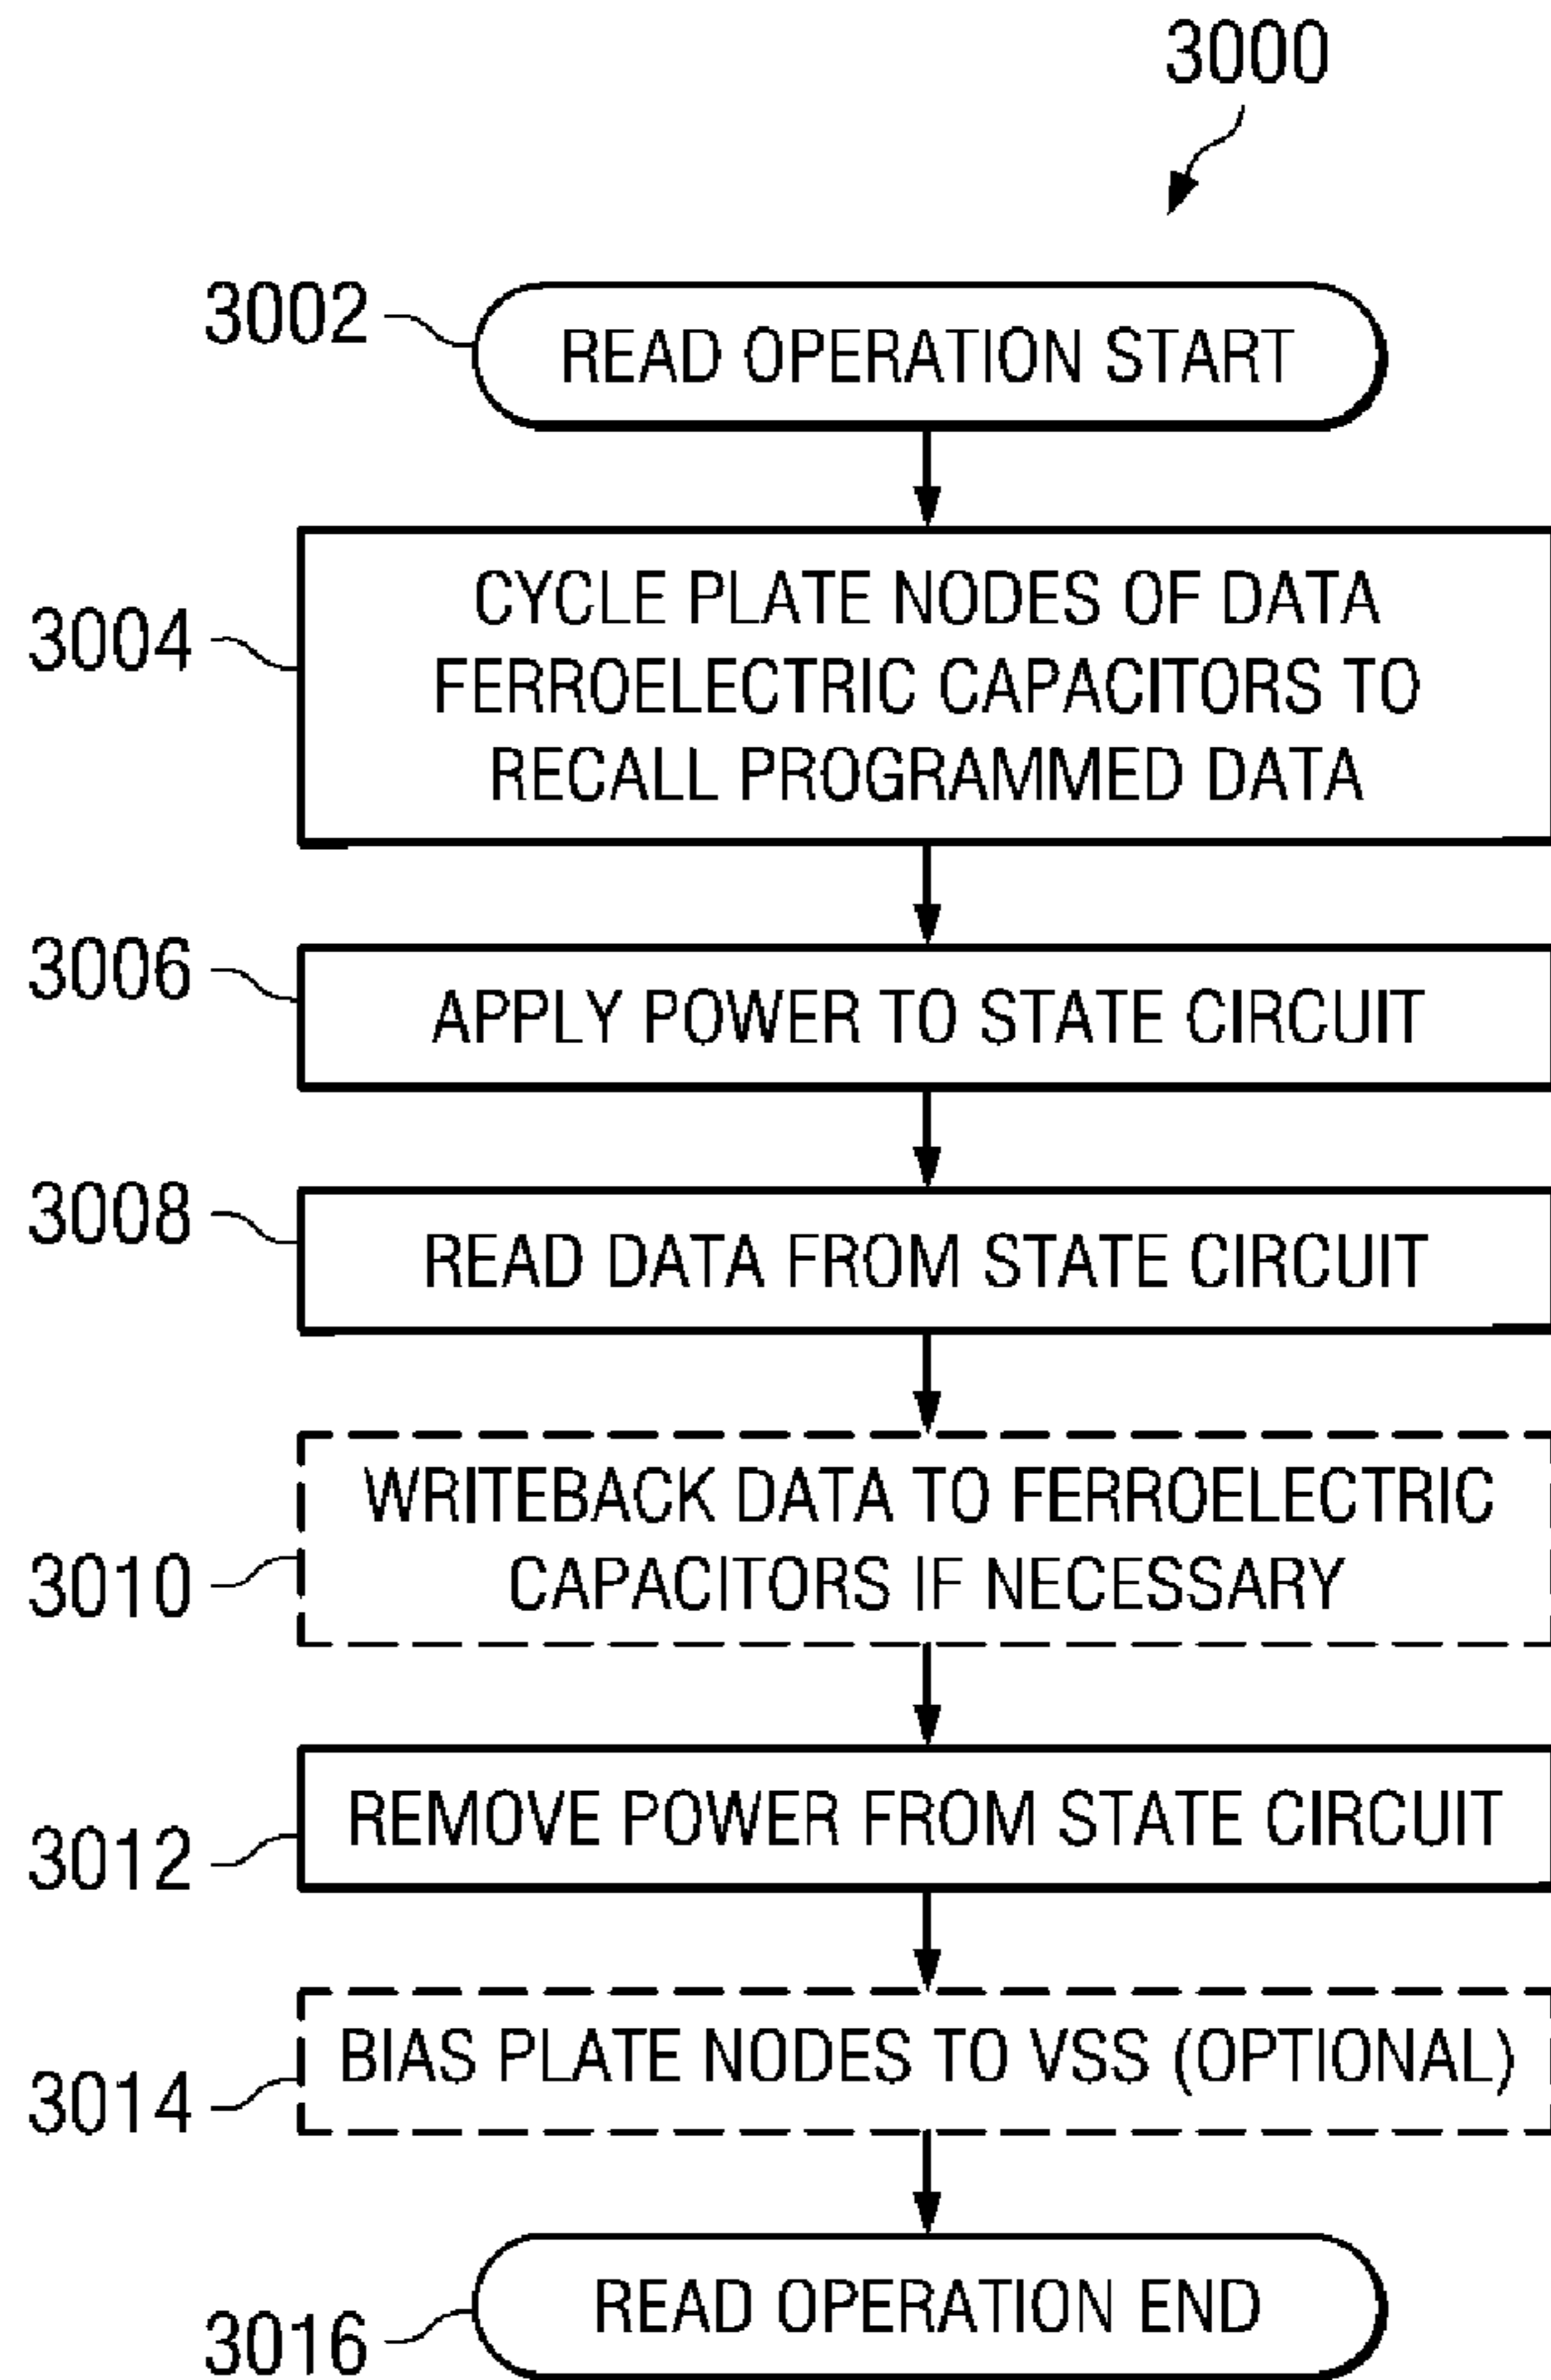 3000
3002
READ OPERATION START
3004
CYCLE PLATE NODES OF DATA
FERROELECTRIC CAPACITORS TO
RECALL PROGRAMMED DATA
3006
APPLY POWER TO STATE CIRCUIT
3008
READ DATA FROM STATE CIRCUIT
3010
WRITEBACK DATA TO FERROELECTRIC
CAPACITORS IF NECESSARY
3012
REMOVE POWER FROM STATE CIRCUIT
3014
BIAS PLATE NODES TO VSS (OPTIONAL)
3016
READ OPERATION END